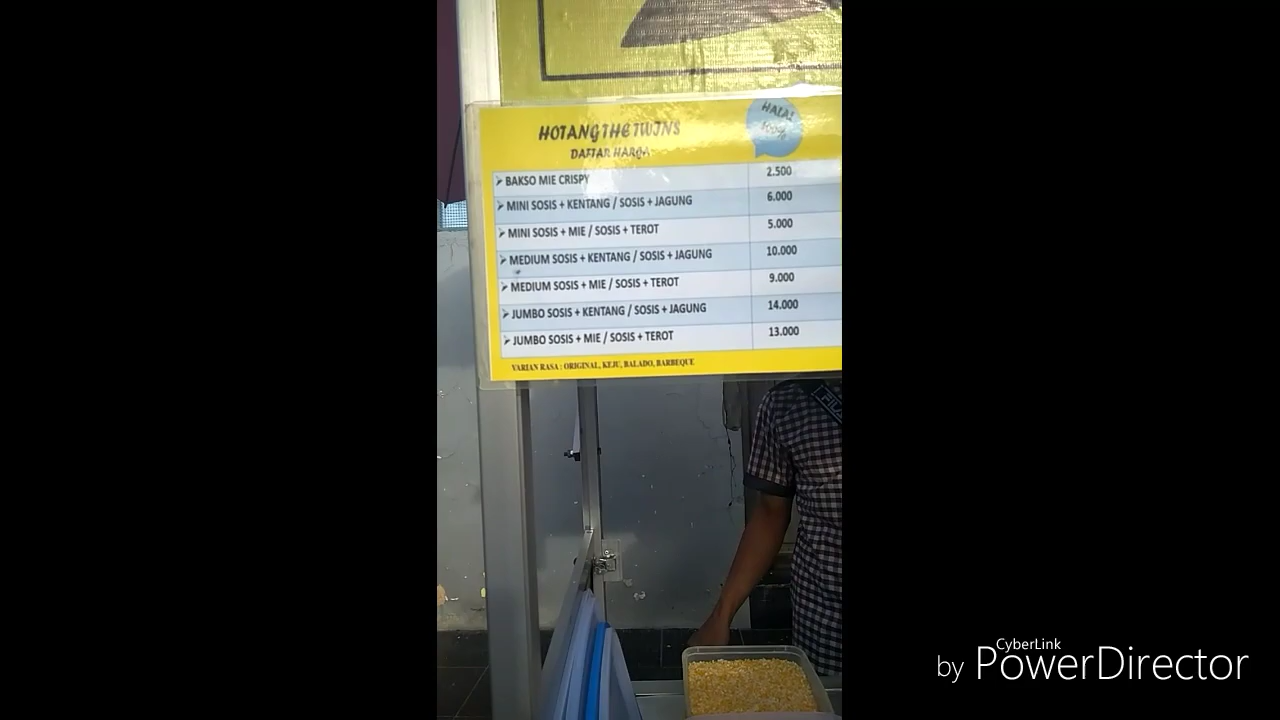 HALAL
100%
HOTANG THE TWINS
DAFTAR HARGA
➢ BAKSO MIE CRISPY 2.500
➢ MINI SOSIS + KENTANG / SOSIS + JAGUNG 6.000
➢ MINI SOSIS + MIE / SOSIS + TEROT 5.000
➢ MEDIUM SOSIS + KENTANG / SOSIS + JAGUNG 10.000
➢ MEDIUM SOSIS + MIE / SOSIS + TEROT 9.000
➢ JUMBO SOSIS + KENTANG / SOSIS + JAGUNG 14.000
➢ JUMBO SOSIS + MIE / SOSIS + TEROT 13.000
VARIAN RASA : ORIGINAL, KEJU, BALADO, BARBEQUE.
CyberLink
by PowerDirector